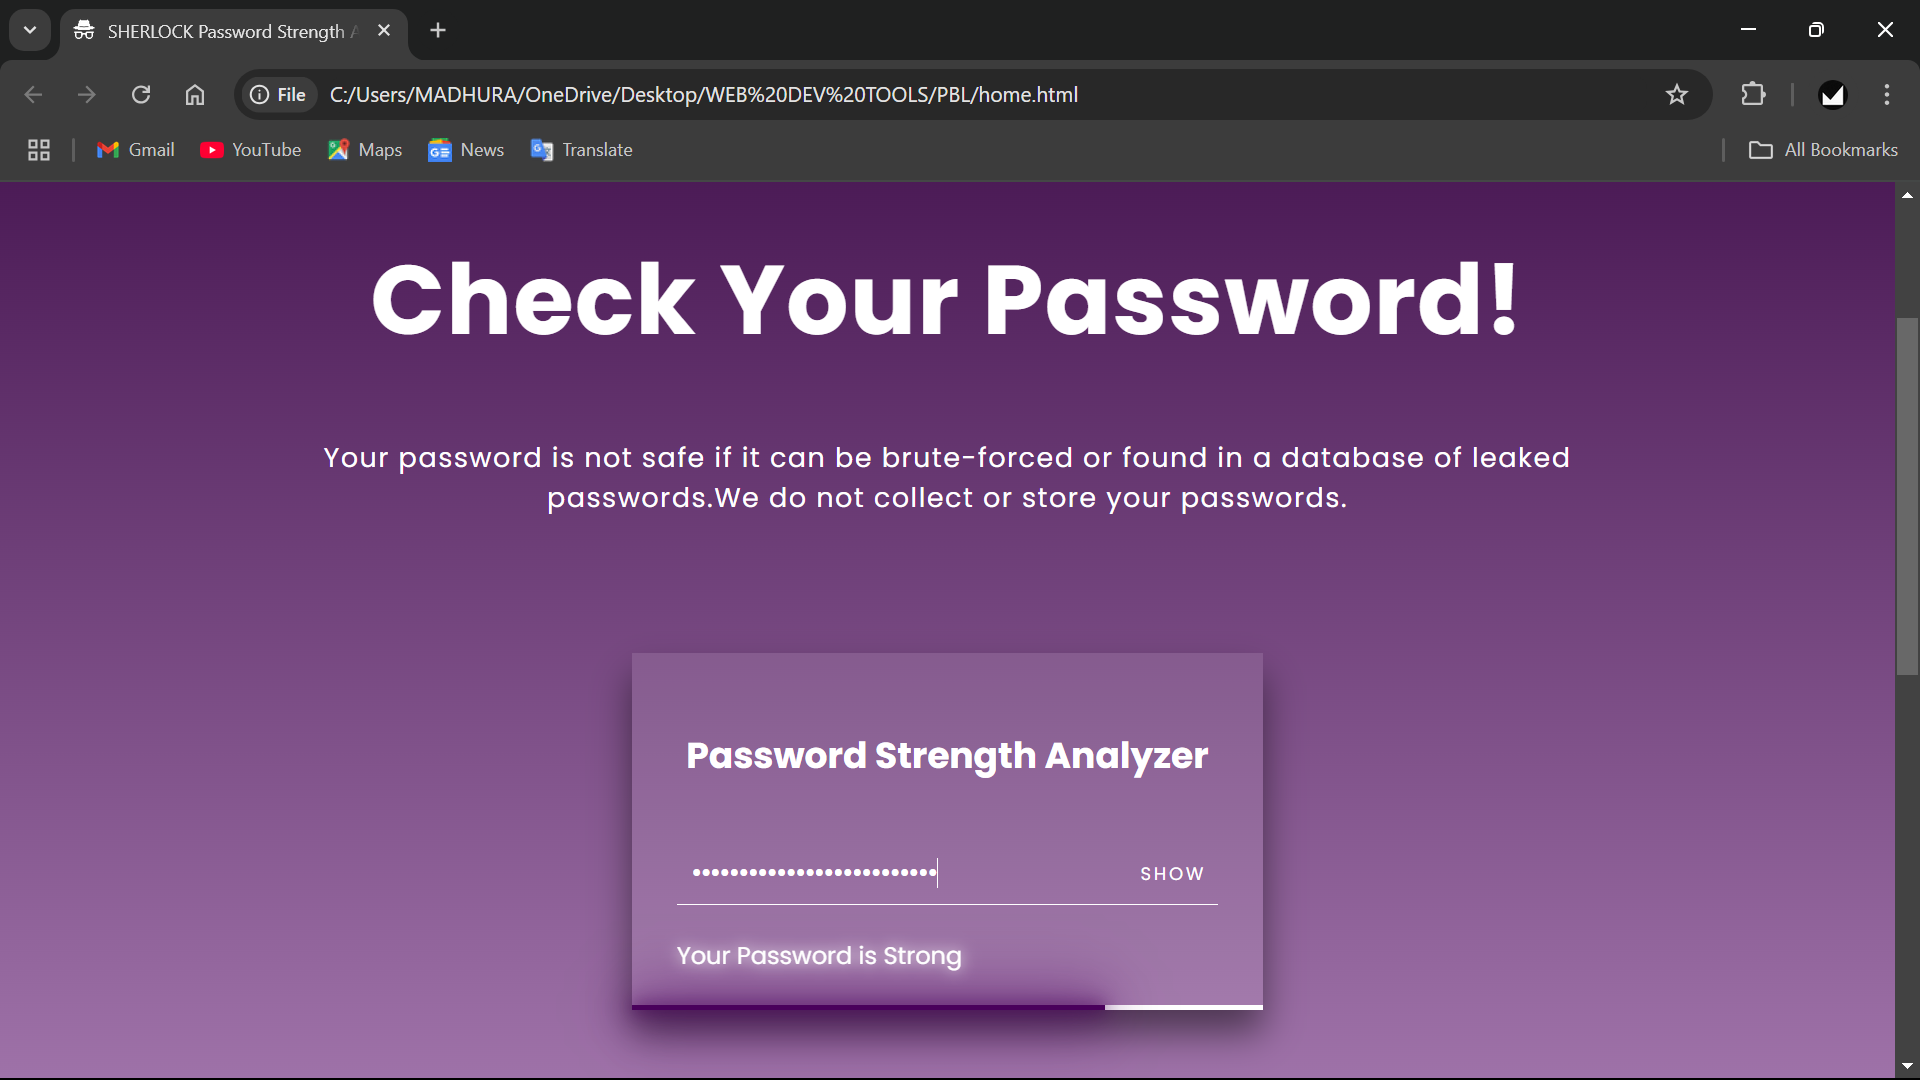 SHERLOCK Password Strength
File
C:/Users/MADHURA/OneDrive/Desktop/WEB%20DEV%20TOOLS/PBL/home.html
Gmail
YouTube
Maps
News
Translate
All Bookmarks
Check Your Password!
Your password is not safe if it can be brute-forced or found in a database of leaked
passwords.We do not collect or store your passwords.
Password Strength Analyzer
••••••••••••••••••••••••••
SHOW
Your Password is Strong